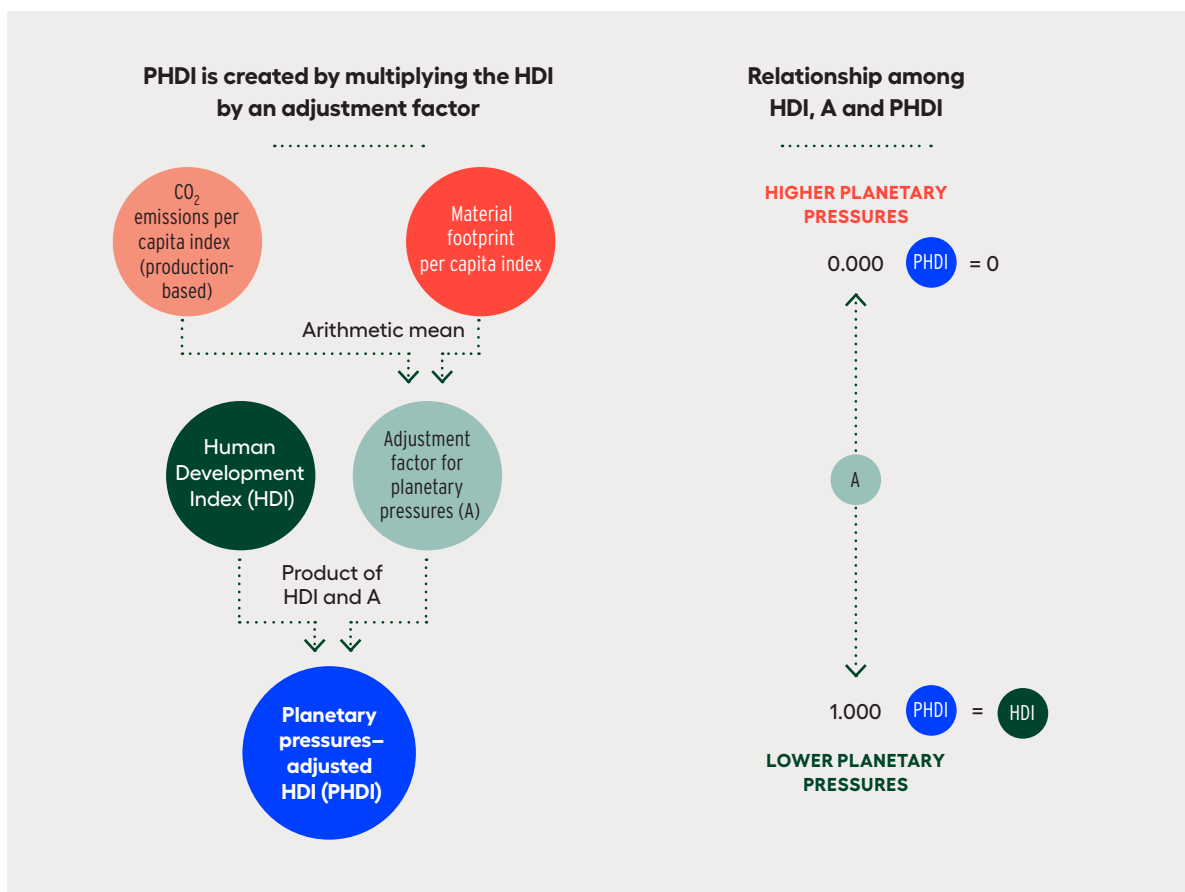 PHDI is created by multiplying the HDI
by an adjustment factor
CO₂
emissions per
capita index
(production-
based)
Material
footprint
per capita index
Arithmetic mean
Human
Development
Index (HDI)
Adjustment
factor for
planetary
pressures (A)
Product of
HDI and A
Planetary
pressures–
adjusted
HDI (PHDI)
Relationship among
HDI, A and PHDI
HIGHER PLANETARY
PRESSURES
0.000 PHDI = 0
A
1.000 PHDI = HDI
LOWER PLANETARY
PRESSURES